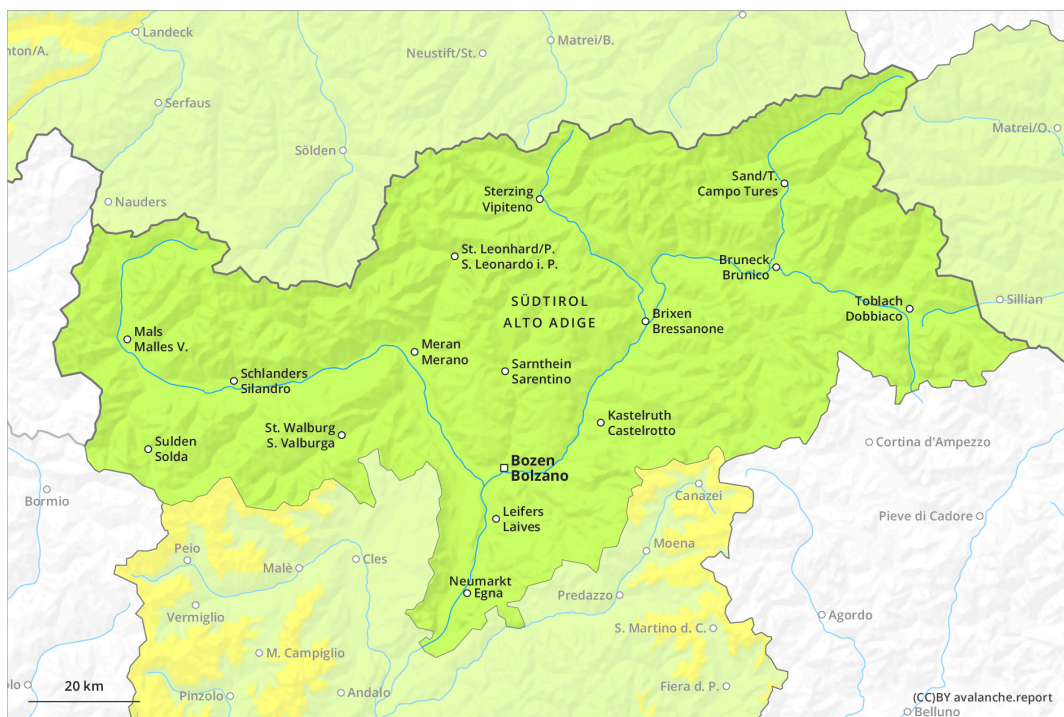 Landeck
nton/A.
Matrei/B.
Neustift/St.
Serfaus
Matrei/O.
Sölden
Sand/T.
Campo Tures
Sterzing
Vipiteno
Nauders
St. Leonhard/P.
S. Leonardo i. P.
Bruneck
Brunico
SÜDTIROL
ALTO ADIGE
Toblach
Dobbiaco
Sillian
Brixen
Bressanone
Mals
Malles V.
Meran
Merano
Sarnthein
Sarentino
Schlanders
Silandro
Kastelruth
Castelrotto
St. Walburg
S. Valburga
Sulden
Solda
Cortina d'Ampezzo
Bozen
Bolzano
Bormio
Canazei
Leifers
Laives
Pieve di Cadore
Moena
Peio
Malè
Cles
Neumarkt
Egna
Predazzo
Vermiglio
Agordo
S. Martino d. C.
M. Campiglio
olo
20 km
Pinzolo
Andalo
Fiera d. P.
(CC)BY avalanche.report
Belluno